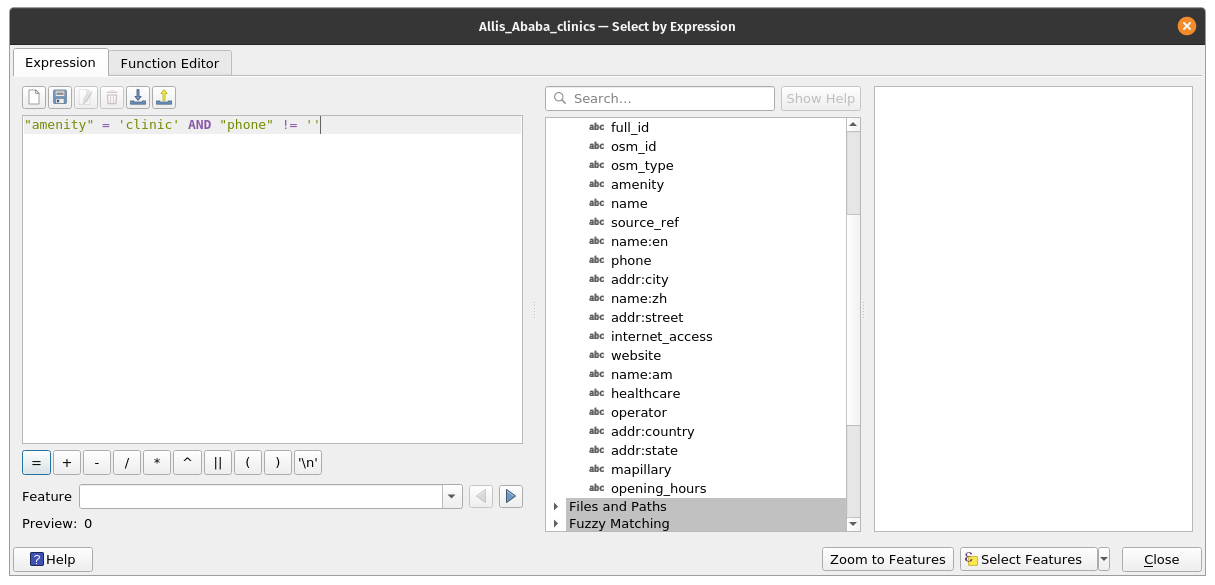 Allis_Ababa_clinics — Select by Expression
Expression
Function Editor
"amenity" = 'clinic' AND "phone" != ''
Search…
Show Help
abc full_id
abc osm_id
abc osm_type
abc amenity
abc name
abc source_ref
abc name:en
abc phone
abc addr:city
abc name:zh
abc addr:street
abc internet_access
abc website
abc name:am
abc healthcare
abc operator
abc addr:country
abc addr:state
abc mapillary
abc opening_hours
Files and Paths
Fuzzy Matching
= + - / * ^ || ( ) '\n'
Feature
Preview: 0
? Help
Zoom to Features
ε Select Features
Close